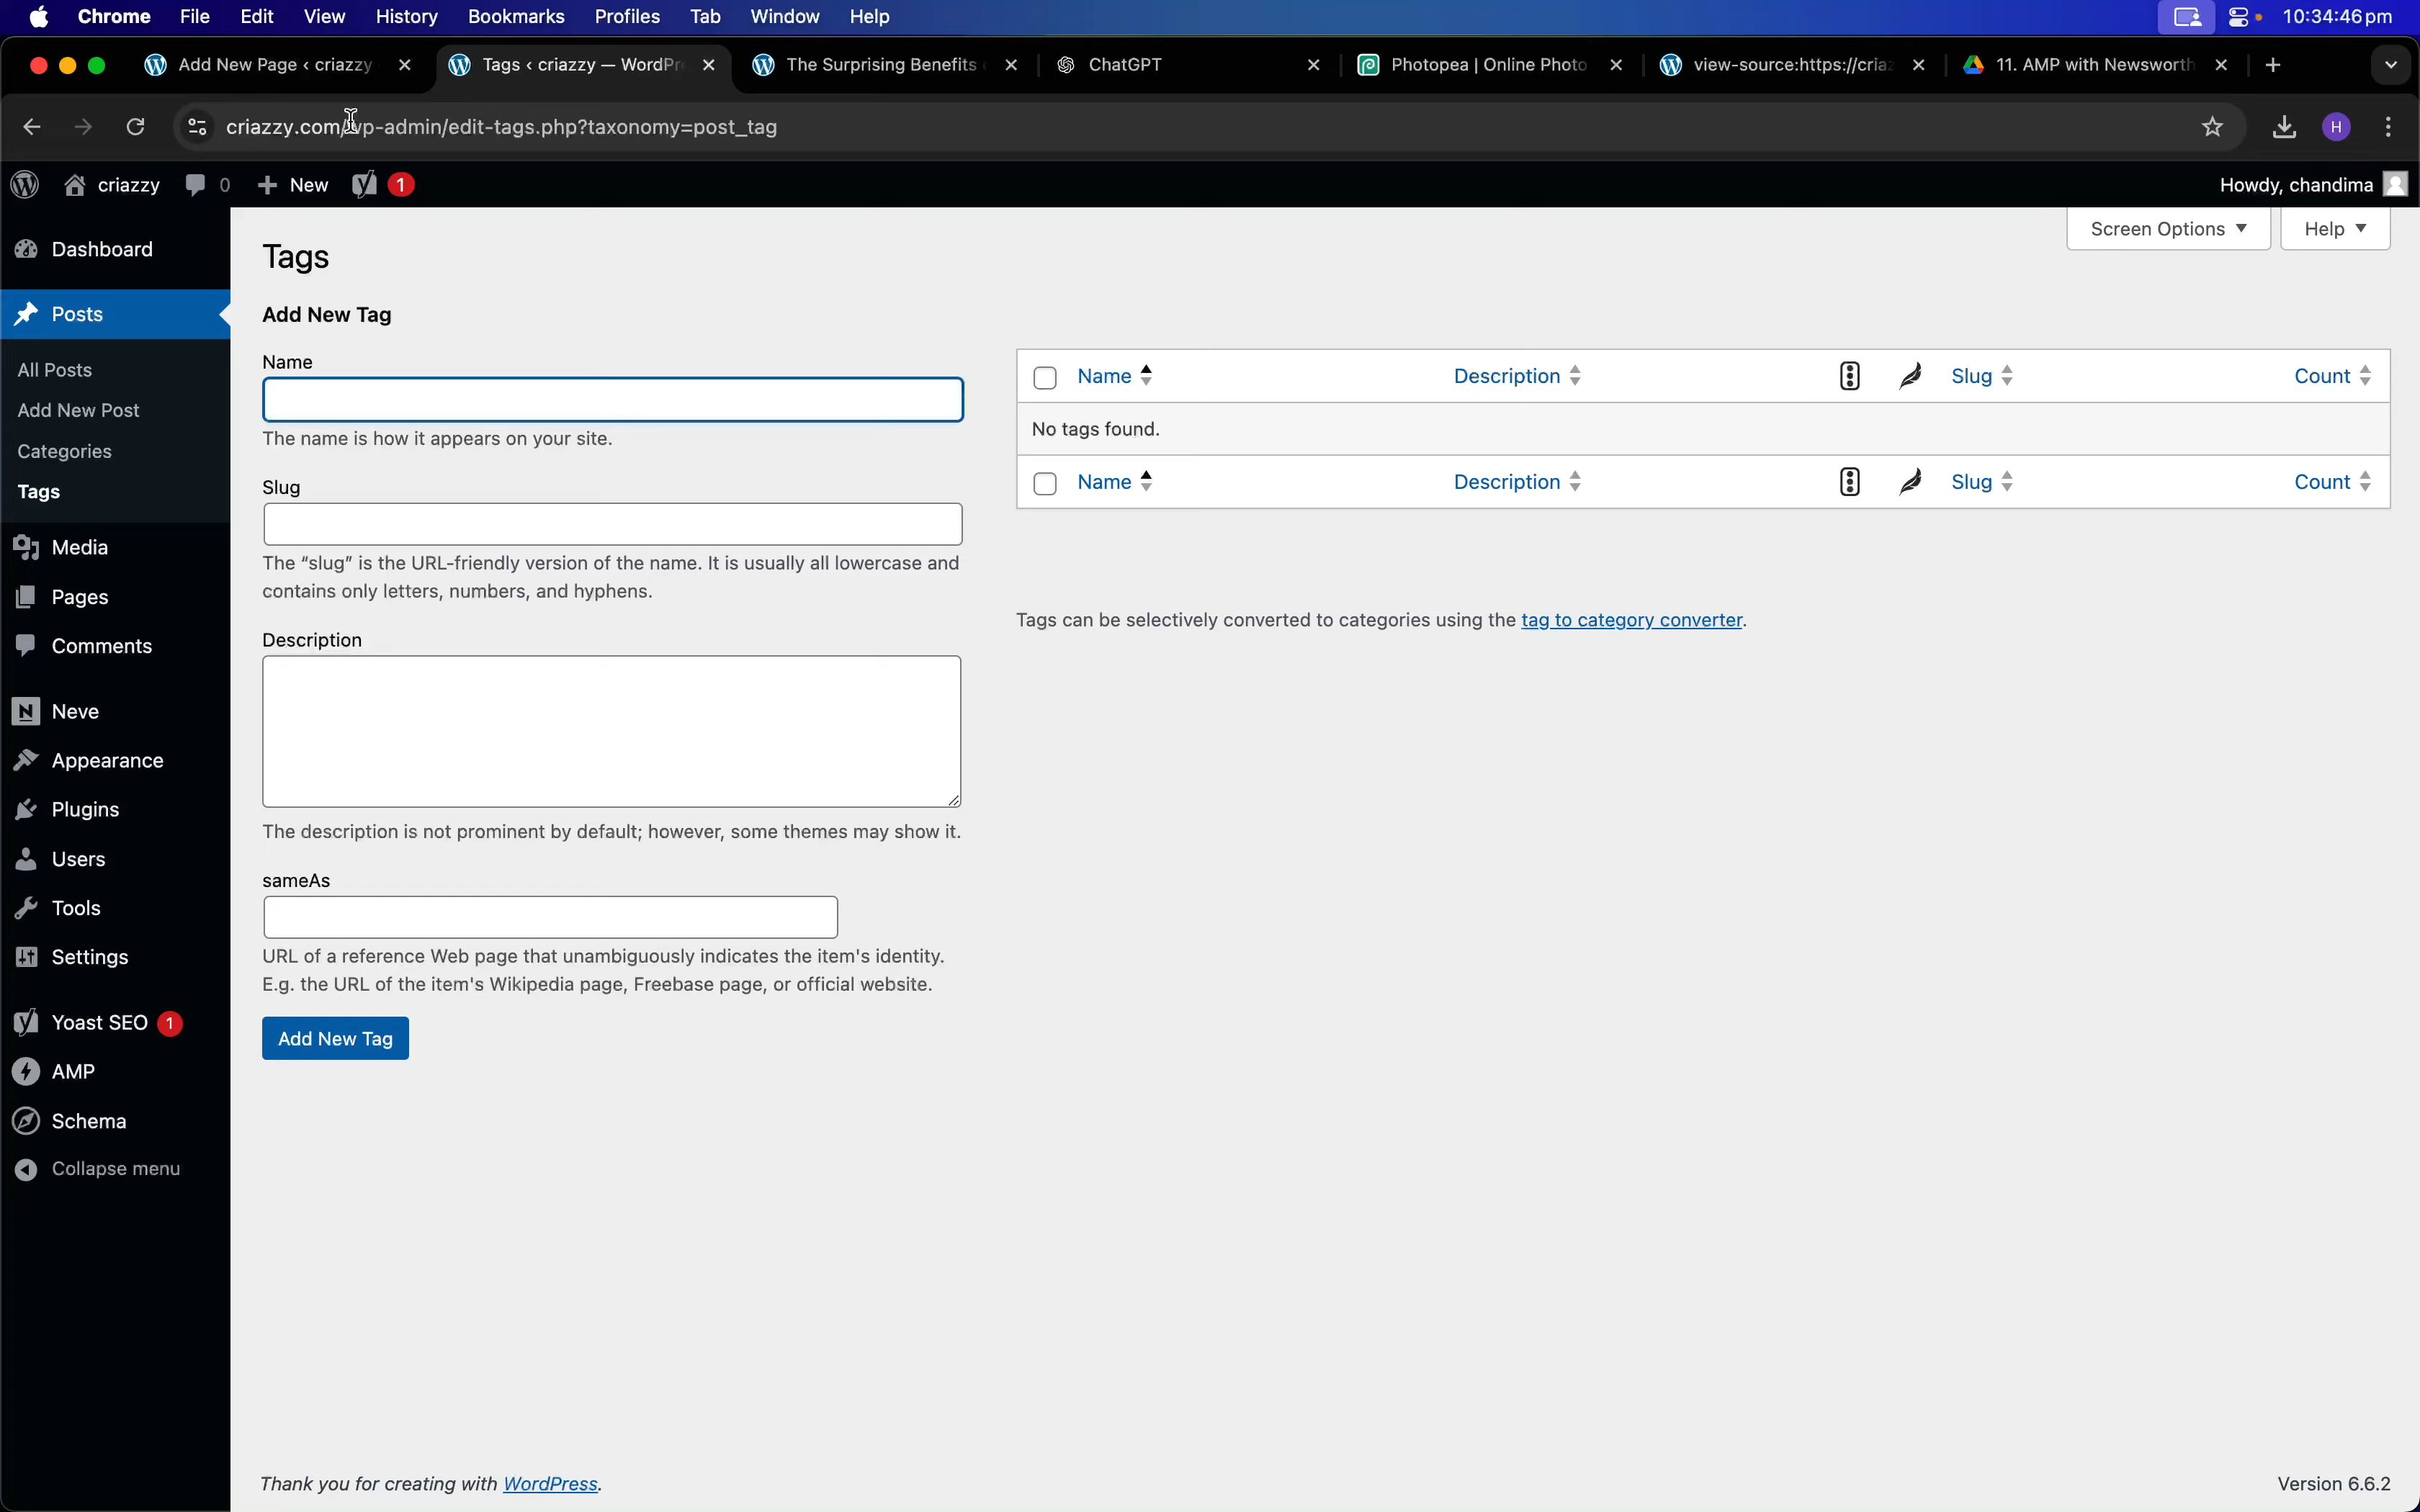 Chrome File Edit View History Bookmarks Profiles Tab Window Help 10:34:46 pm
Add New Page ‹ criazzy Tags ‹ criazzy — WordPr The Surprising Benefits ChatGPT Photopea | Online Photo view-source:https://criaz 11. AMP with Newsworth
criazzy.com/wp-admin/edit-tags.php?taxonomy=post_tag H
criazzy 0 New 1 Howdy, chandima
Screen Options Help
Dashboard
Posts
All Posts
Add New Post
Categories
Tags
Media
Pages
Comments
Neve
Appearance
Plugins
Users
Tools
Settings
Yoast SEO 1
AMP
Schema
Collapse menu
Tags
Add New Tag
Name
The name is how it appears on your site.
Slug
The “slug” is the URL-friendly version of the name. It is usually all lowercase and
contains only letters, numbers, and hyphens.
Description
The description is not prominent by default; however, some themes may show it.
sameAs
URL of a reference Web page that unambiguously indicates the item's identity.
E.g. the URL of the item's Wikipedia page, Freebase page, or official website.
Add New Tag
Name Description Slug Count
No tags found.
Name Description Slug Count
Tags can be selectively converted to categories using the tag to category converter.
Thank you for creating with WordPress. Version 6.6.2